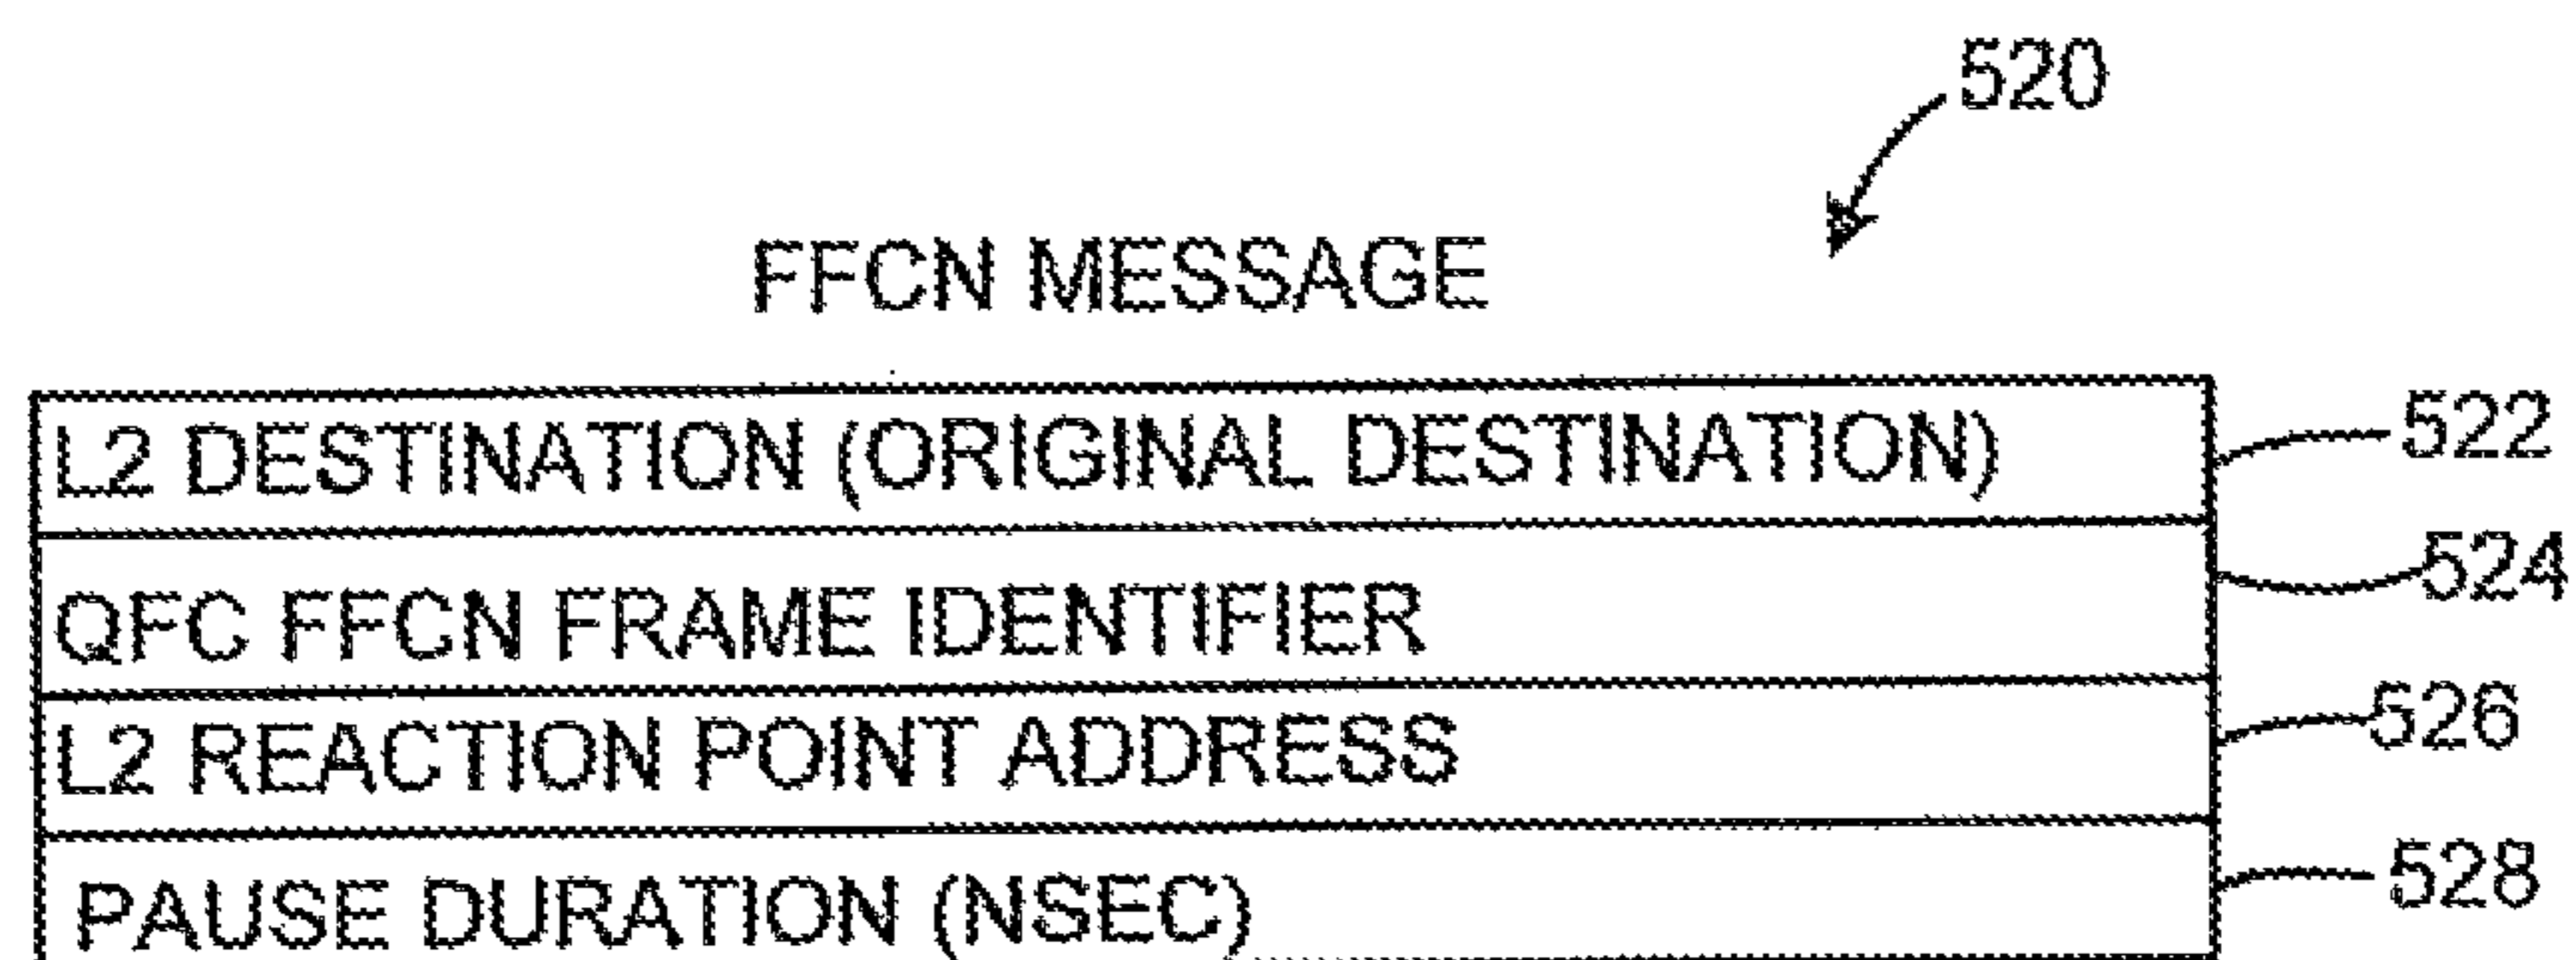 520
FFCN MESSAGE
L2 DESTINATION (ORIGINAL DESTINATION) 522
QFC FFCN FRAME IDENTIFIER 524
L2 REACTION POINT ADDRESS 526
PAUSE DURATION (NSEC) 528